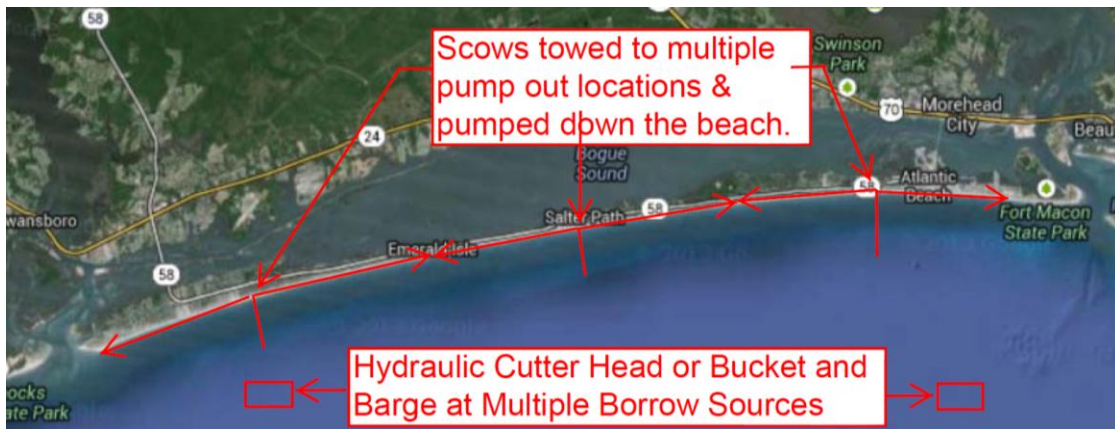 58
Scows towed to multiple
pump out locations &
pumped down the beach.
Swinson
Park
70
Morehead
City
Beau
24
Bogue
Sound
wansboro
58
Atlantic
Beach
58
Salter Path
Fort Macon
State Park
Emerald Isle
58
Hydraulic Cutter Head or Bucket and
Barge at Multiple Borrow Sources
ocks
ate Park